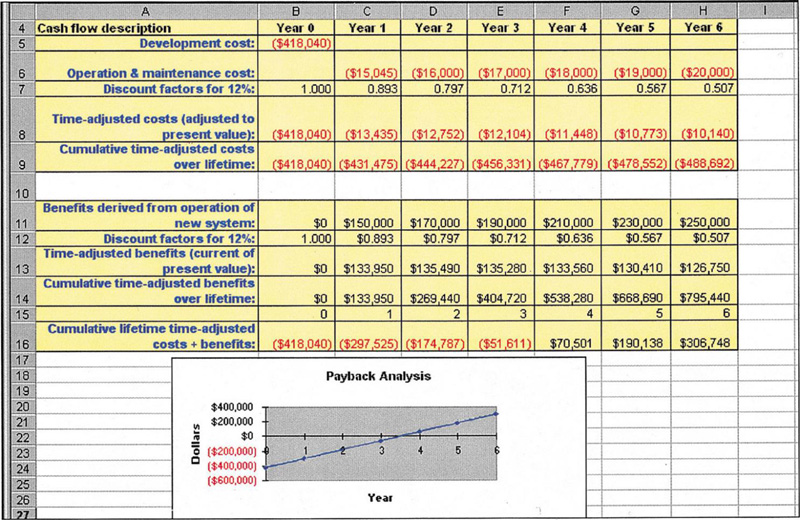 A B C D E F G H I
4 Cash flow description Year 0 Year 1 Year 2 Year 3 Year 4 Year 5 Year 6
5 Development cost: ($418,040)
6 Operation & maintenance cost: ($15,045) ($16,000) ($17,000) ($18,000) ($19,000) ($20,000)
7 Discount factors for 12%: 1.000 0.893 0.797 0.712 0.636 0.567 0.507
Time-adjusted costs (adjusted to
8 present value): ($418,040) ($13,435) ($12,752) ($12,104) ($11,448) ($10,773) ($10,140)
Cumulative time-adjusted costs
9 over lifetime: ($418,040) ($431,475) ($444,227) ($456,331) ($467,779) ($478,552) ($488,692)
10
Benefits derived from operation of
11 new system: $0 $150,000 $170,000 $190,000 $210,000 $230,000 $250,000
12 Discount factors for 12%: 1.000 $0.893 $0.797 $0.712 $0.636 $0.567 $0.507
Time-adjusted benefits (current of
13 present value): $0 $133,950 $135,490 $135,280 $133,560 $130,410 $126,750
Cumulative time-adjusted benefits
14 over lifetime: $0 $133,950 $269,440 $404,720 $538,280 $668,690 $795,440
15 0 1 2 3 4 5 6
Cumulative lifetime time-adjusted
16 costs + benefits: ($418,040) ($297,525) ($174,787) ($51,611) $70,501 $190,138 $306,748
17
18 Payback Analysis
19
20 $400,000
21 $200,000
22 $0
23 ($200,000) 0 1 2 3 4 5 6
24 ($400,000)
25 ($600,000)
Dollars
26 Year
27